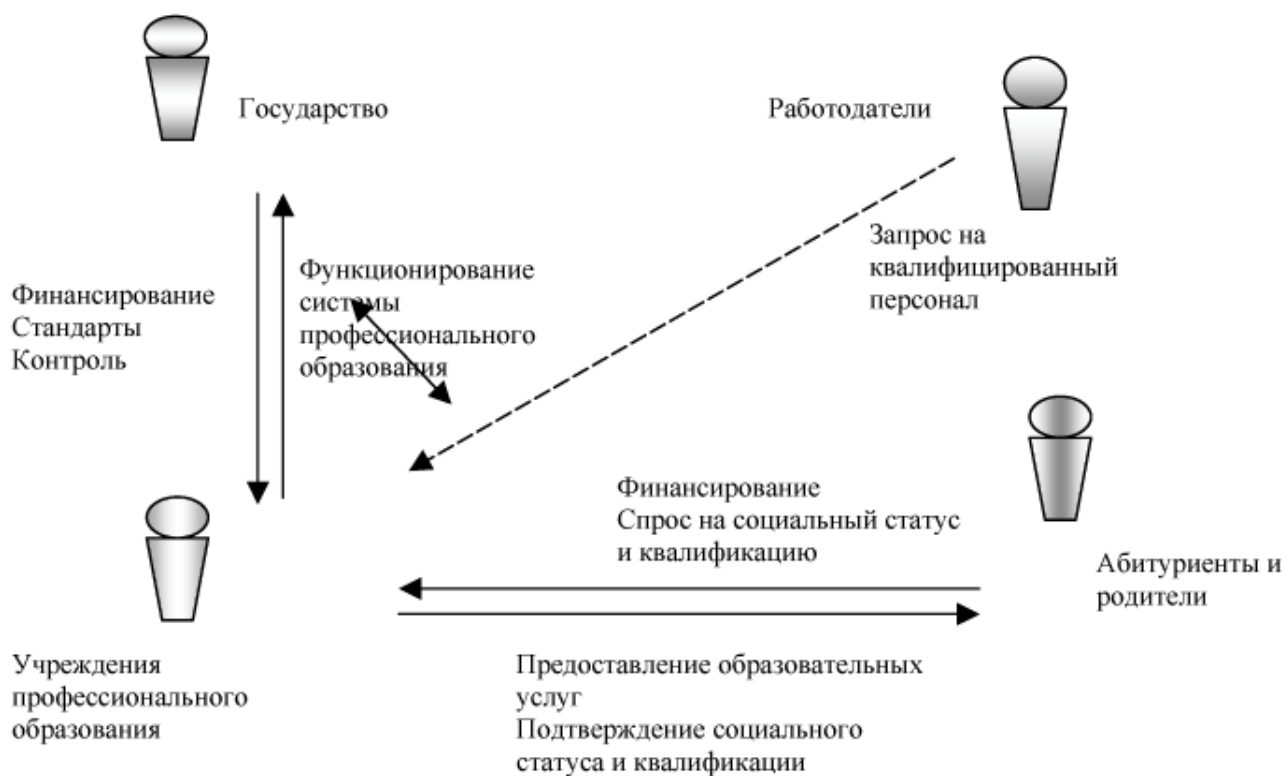 Государство
Работодатели
Запрос на
квалифицированный
персонал
Функционирование
системы
профессионального
образования
Финансирование
Стандарты
Контроль
Финансирование
Спрос на социальный статус
и квалификацию
Абитуриенты и
родители
Учреждения
профессионального
образования
Предоставление образовательных
услуг
Подтверждение социального
статуса и квалификации